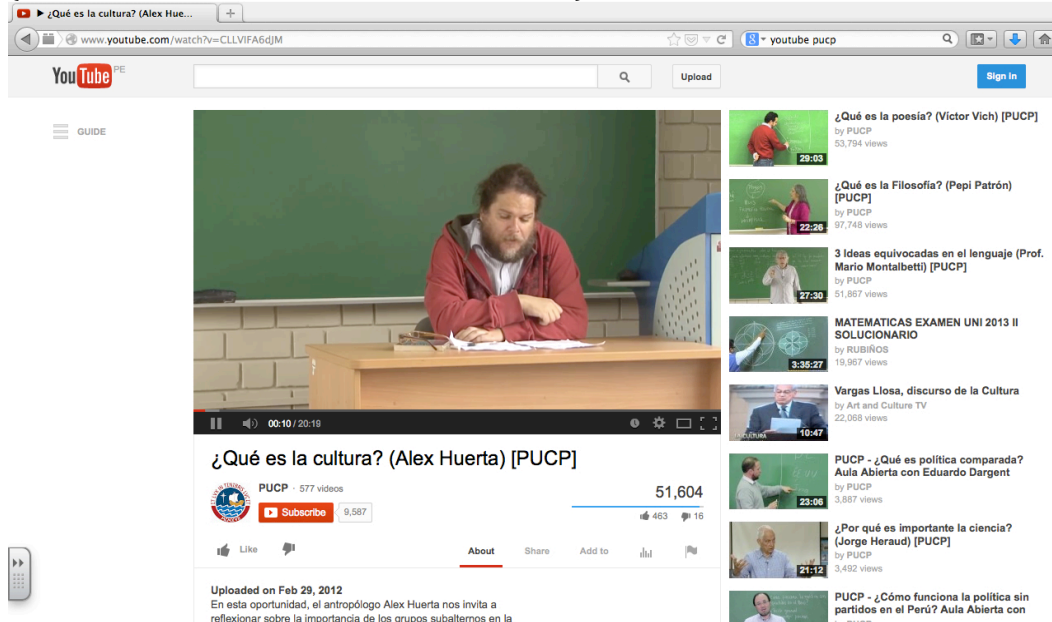 ▶ ¿Qué es la cultura? (Alex Hue...
www.youtube.com/watch?v=CLLVIFA6dJM
youtube pucp
YouTube PE
Upload
Sign in
GUIDE
00:10 / 20:19
¿Qué es la cultura? (Alex Huerta) [PUCP]
PUCP · 577 videos
Subscribe 9,587
51,604
463 16
Like
About Share Add to
Uploaded on Feb 29, 2012
En esta oportunidad, el antropólogo Alex Huerta nos invita a
reflexionar sobre la importancia de los grupos subalternos en la
¿Qué es la poesía? (Víctor Vich) [PUCP]
by PUCP
53,794 views
29:03
¿Qué es la Filosofía? (Pepi Patrón)
[PUCP]
by PUCP
97,748 views
22:26
3 Ideas equivocadas en el lenguaje (Prof.
Mario Montalbetti) [PUCP]
by PUCP
51,867 views
27:30
MATEMATICAS EXAMEN UNI 2013 II
SOLUCIONARIO
by RUBIÑOS
19,967 views
3:35:27
Vargas Llosa, discurso de la Cultura
by Art and Culture TV
22,068 views
10:47
PUCP - ¿Qué es política comparada?
Aula Abierta con Eduardo Dargent
by PUCP
3,887 views
23:06
¿Por qué es importante la ciencia?
(Jorge Heraud) [PUCP]
by PUCP
3,492 views
21:12
PUCP - ¿Cómo funciona la política sin
partidos en el Perú? Aula Abierta con